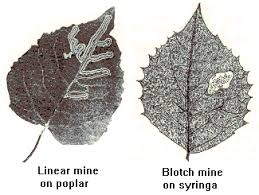 Linear mine
on poplar
Blotch mine
on syringa